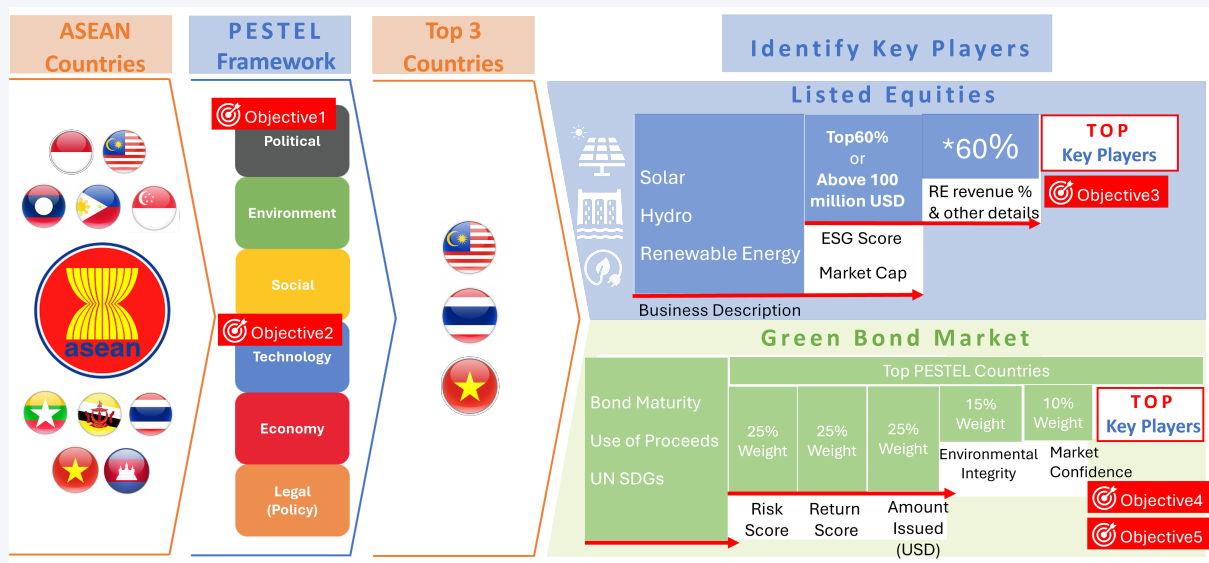 ASEAN
Countries
asean
PESTEL
Framework
Objective1
Political
Environment
Social
Objective2
Technology
Economy
Legal
(Policy)
Top 3
Countries
Identify Key Players
Listed Equities
Solar
Hydro
Renewable Energy
Business Description
Top60%
or
Above 100
million USD
ESG Score
Market Cap
*60%
RE revenue %
& other details
TOP
Key Players
Objective3
Green Bond Market
Bond Maturity
Use of Proceeds
UN SDGs
Top PESTEL Countries
25%
Weight
Risk
Score
25%
Weight
Return
Score
25%
Weight
Amount
Issued
(USD)
15%
Weight
Environmental
Integrity
10%
Weight
Market
Confidence
TOP
Key Players
Objective4
Objective5